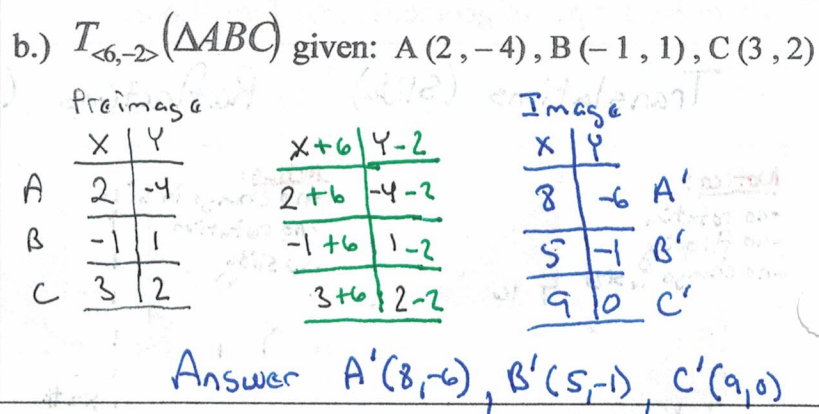 b.) T<6,-2>(ΔABC) given: A (2 , – 4) , B (– 1 , 1) , C (3 , 2)
Preimage Image
X Y X+6 Y-2 X Y
A 2 -4 2+6 -4-2 8 -6 A'
B -1 1 -1+6 1-2 5 -1 B'
C 3 2 3+6 2-2 9 0 C'
Answer A'(8,-6), B'(5,-1), C'(9,0)